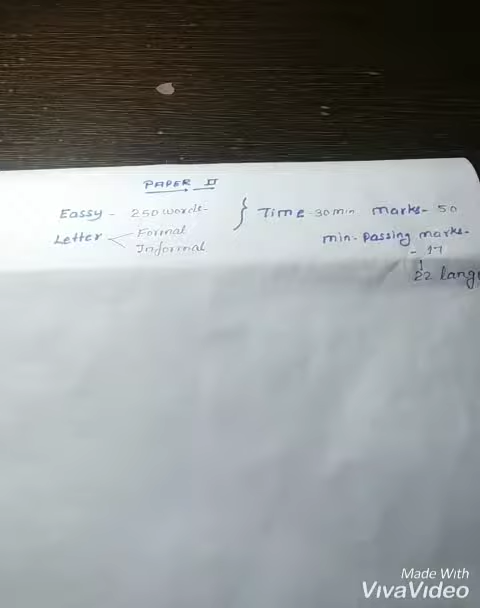 PAPER II
Eassy - 250 words-
Letter < Formal
Informal
} Time - 30 min marks- 50
min. Passing marks-
- 17
22 lang
Made With
VivaVideo